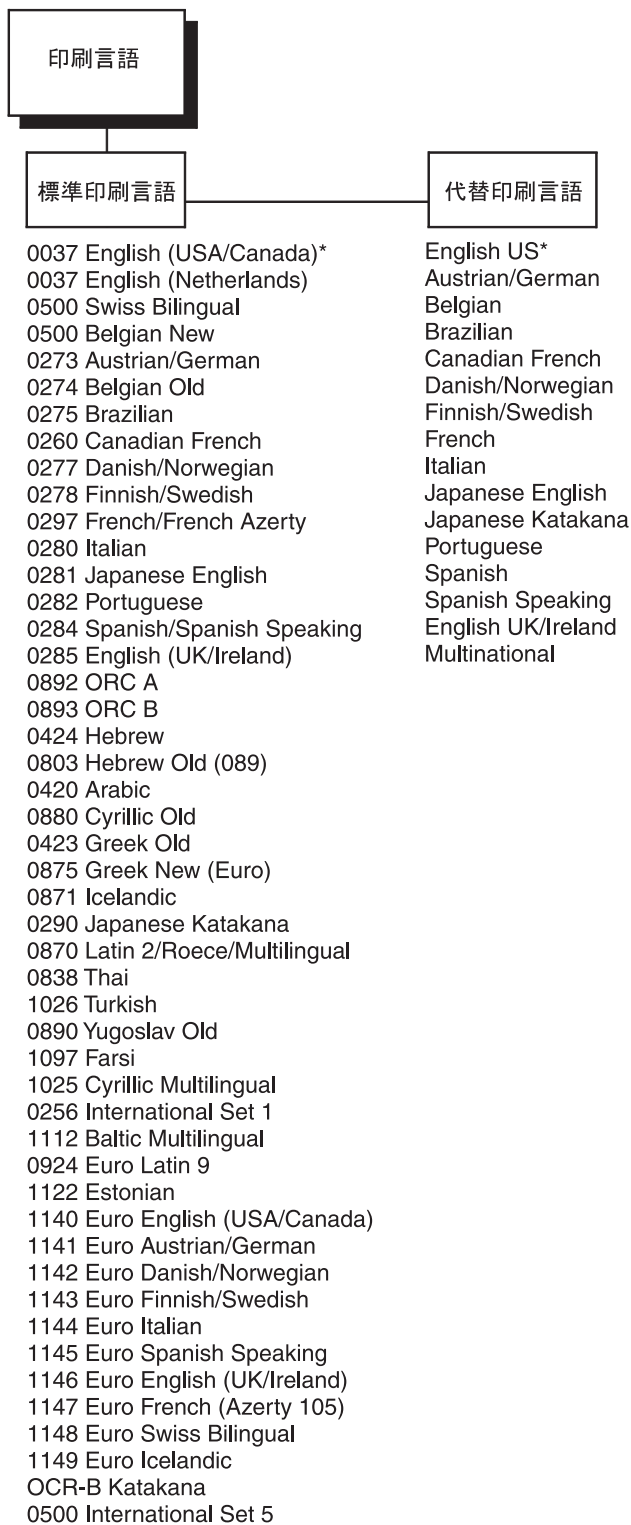 印刷言語
標準印刷言語
0037 English (USA/Canada)*
0037 English (Netherlands)
0500 Swiss Bilingual
0500 Belgian New
0273 Austrian/German
0274 Belgian Old
0275 Brazilian
0260 Canadian French
0277 Danish/Norwegian
0278 Finnish/Swedish
0297 French/French Azerty
0280 Italian
0281 Japanese English
0282 Portuguese
0284 Spanish/Spanish Speaking
0285 English (UK/Ireland)
0892 ORC A
0893 ORC B
0424 Hebrew
0803 Hebrew Old (089)
0420 Arabic
0880 Cyrillic Old
0423 Greek Old
0875 Greek New (Euro)
0871 Icelandic
0290 Japanese Katakana
0870 Latin 2/Roece/Multilingual
0838 Thai
1026 Turkish
0890 Yugoslav Old
1097 Farsi
1025 Cyrillic Multilingual
0256 International Set 1
1112 Baltic Multilingual
0924 Euro Latin 9
1122 Estonian
1140 Euro English (USA/Canada)
1141 Euro Austrian/German
1142 Euro Danish/Norwegian
1143 Euro Finnish/Swedish
1144 Euro Italian
1145 Euro Spanish Speaking
1146 Euro English (UK/Ireland)
1147 Euro French (Azerty 105)
1148 Euro Swiss Bilingual
1149 Euro Icelandic
OCR-B Katakana
0500 International Set 5
代替印刷言語
English US*
Austrian/German
Belgian
Brazilian
Canadian French
Danish/Norwegian
Finnish/Swedish
French
Italian
Japanese English
Japanese Katakana
Portuguese
Spanish
Spanish Speaking
English UK/Ireland
Multinational